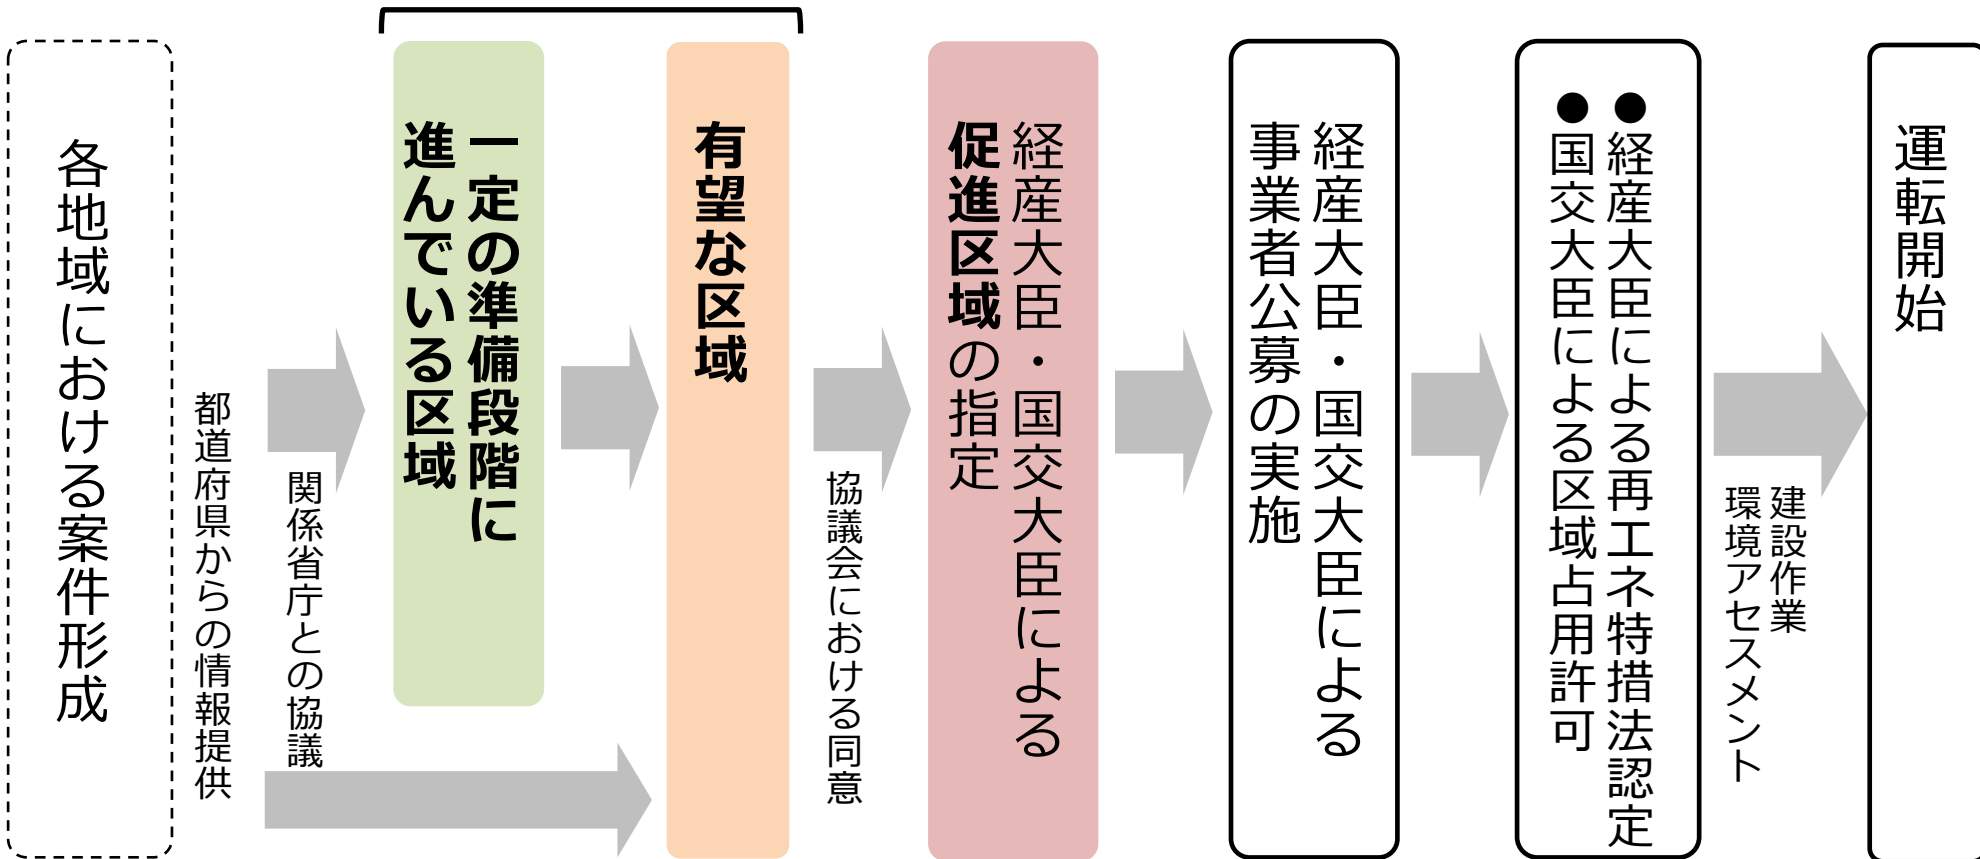 各地域における案件形成
都道府県からの情報提供
関係省庁との協議
一定の準備段階に
進んでいる区域
有望な区域
協議会における同意
経産大臣・国交大臣による
促進区域の指定
経産大臣・国交大臣による
事業者公募の実施
●経産大臣による再エネ特措法認定
●国交大臣による区域占用許可
建設作業
環境アセスメント
運転開始